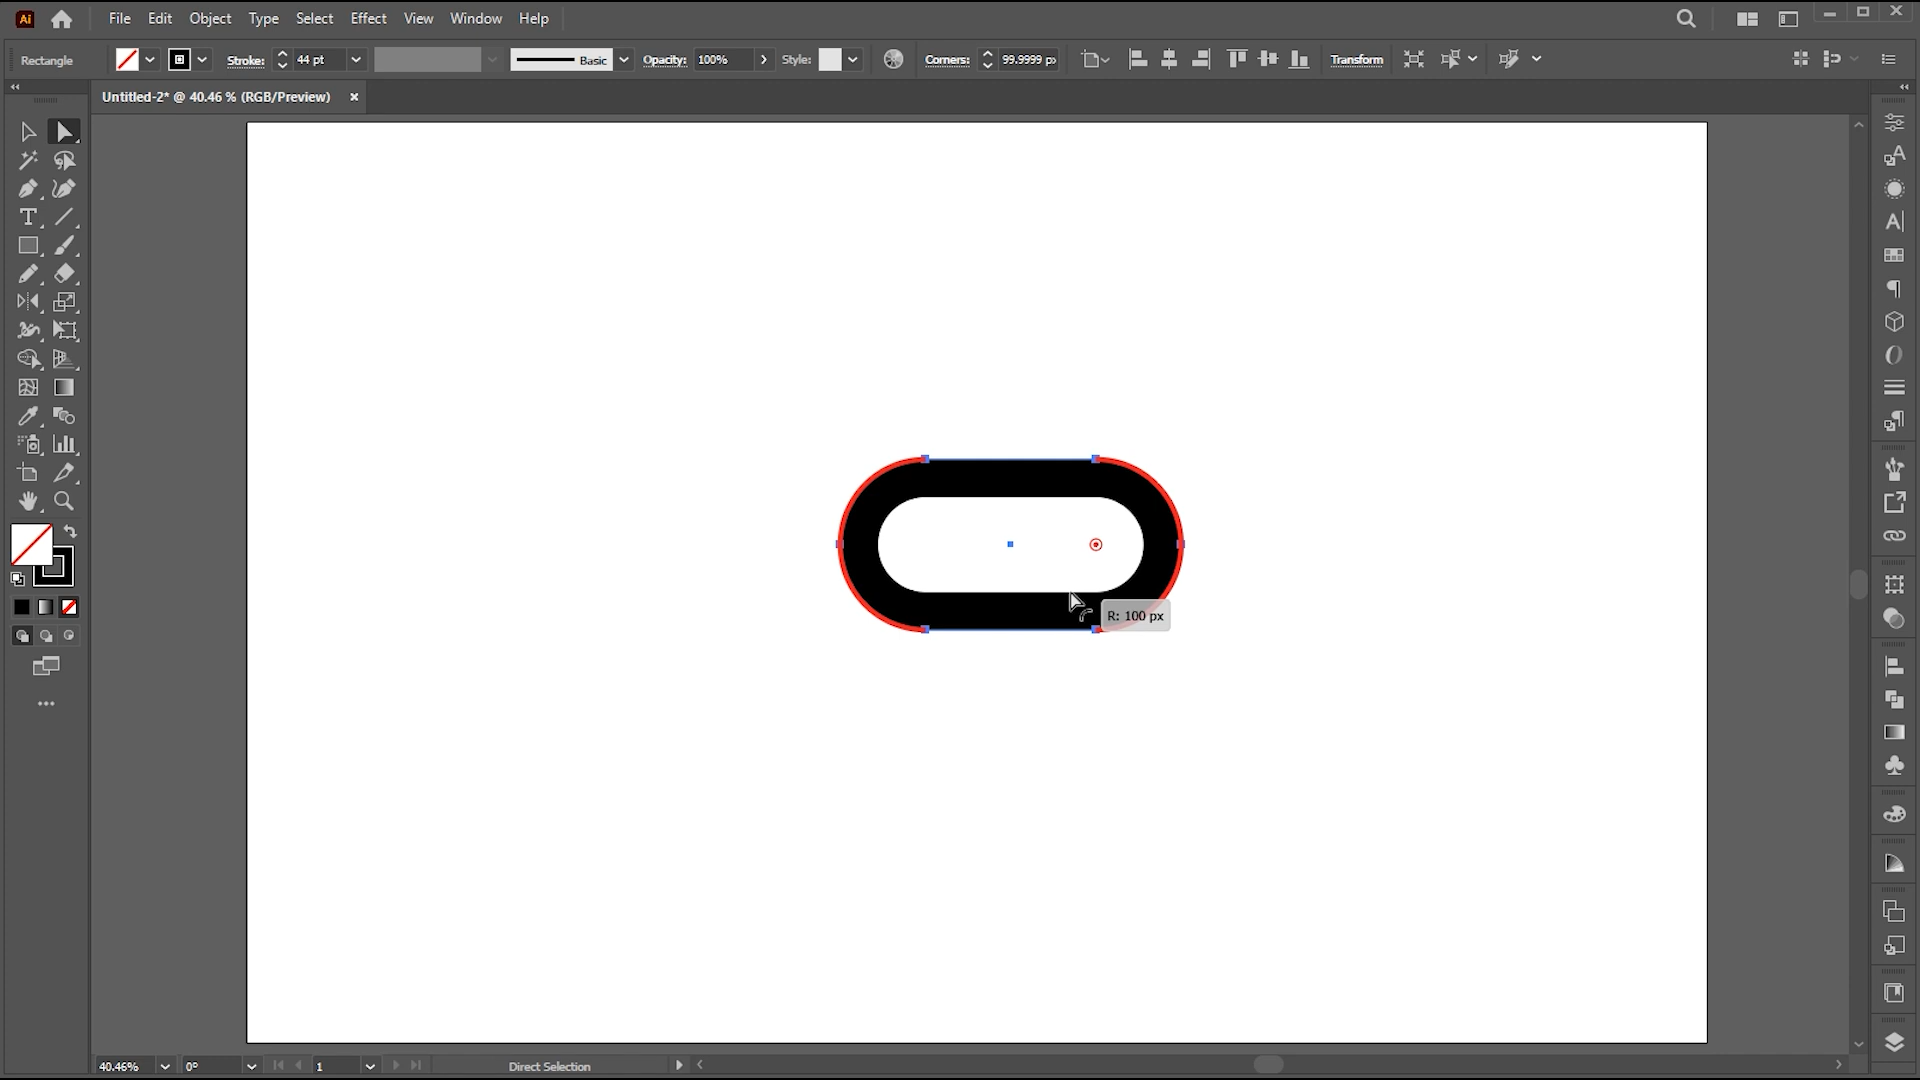 Ai File Edit Object Type Select Effect View Window Help
Rectangle Stroke: 44 pt Basic Opacity: 100% Style: Corners: 99.9999 p Transform
Untitled-2* @ 40.46 % (RGB/Preview)
R: 100 px
40.46% 0° 1 Direct Selection